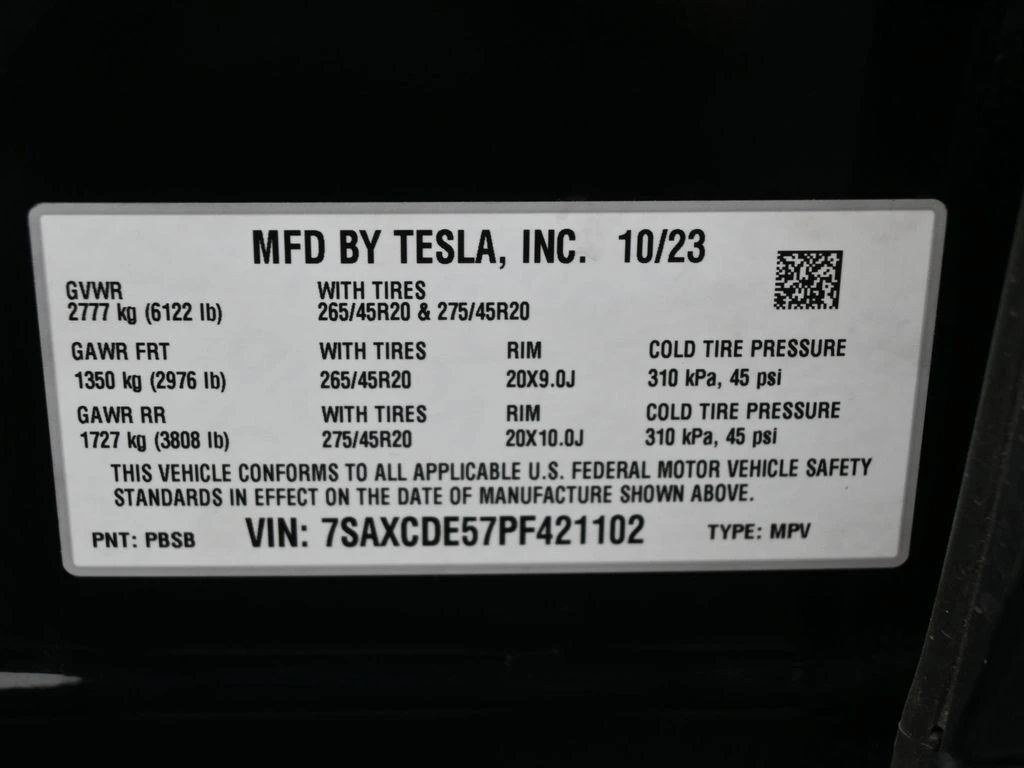 MFD BY TESLA, INC. 10/23
GVWR WITH TIRES
2777 kg (6122 lb) 265/45R20 & 275/45R20
GAWR FRT WITH TIRES RIM COLD TIRE PRESSURE
1350 kg (2976 lb) 265/45R20 20X9.0J 310 kPa, 45 psi
GAWR RR WITH TIRES RIM COLD TIRE PRESSURE
1727 kg (3808 lb) 275/45R20 20X10.0J 310 kPa, 45 psi
THIS VEHICLE CONFORMS TO ALL APPLICABLE U.S. FEDERAL MOTOR VEHICLE SAFETY
STANDARDS IN EFFECT ON THE DATE OF MANUFACTURE SHOWN ABOVE.
PNT: PBSB VIN: 7SAXCDE57PF421102 TYPE: MPV